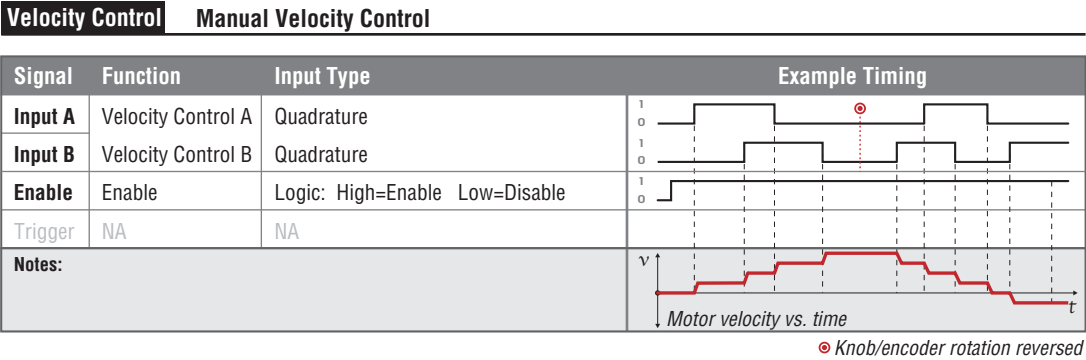 Velocity Control Manual Velocity Control
Signal Function Input Type Example Timing
Input A Velocity Control A Quadrature 1 0
Input B Velocity Control B Quadrature 1 0
Enable Enable Logic: High=Enable Low=Disable 1 0
Trigger NA NA
Notes: v
t
Motor velocity vs. time
Knob/encoder rotation reversed